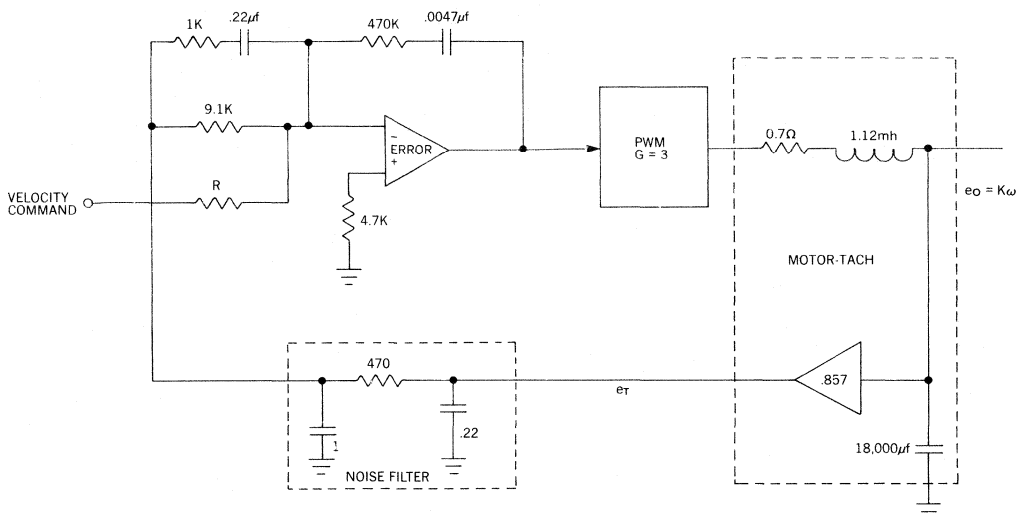 1K
.22µf
470K
.0047µf
9.1K
R
VELOCITY
COMMAND
−
ERROR
+
4.7K
PWM
G = 3
0.7Ω
1.12mh
eO = Kω
MOTOR-TACH
.857
18,000µf
eT
470
1
.22
NOISE FILTER